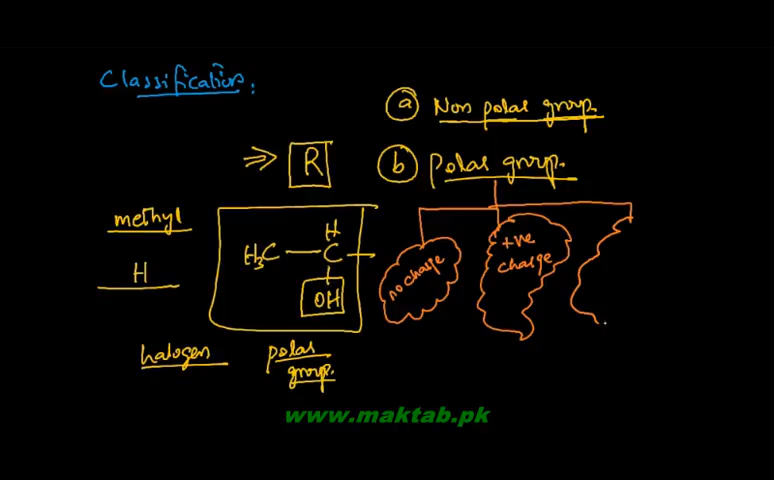 Classification:
(a) Non polar group.
⇒ R
(b) polar group.
methyl
H
H
H3C — C —
OH
no charge
+ve
charge
halogen
polar
group.
www.maktab.pk